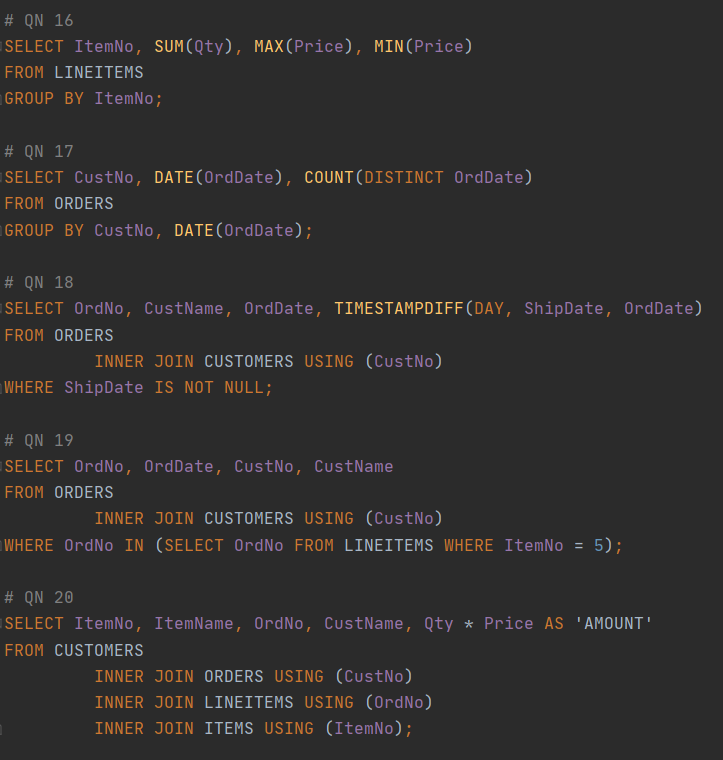 # QN 16
SELECT ItemNo, SUM(Qty), MAX(Price), MIN(Price)
FROM LINEITEMS
GROUP BY ItemNo;
# QN 17
SELECT CustNo, DATE(OrdDate), COUNT(DISTINCT OrdDate)
FROM ORDERS
GROUP BY CustNo, DATE(OrdDate);
# QN 18
SELECT OrdNo, CustName, OrdDate, TIMESTAMPDIFF(DAY, ShipDate, OrdDate)
FROM ORDERS
INNER JOIN CUSTOMERS USING (CustNo)
WHERE ShipDate IS NOT NULL;
# QN 19
SELECT OrdNo, OrdDate, CustNo, CustName
FROM ORDERS
INNER JOIN CUSTOMERS USING (CustNo)
WHERE OrdNo IN (SELECT OrdNo FROM LINEITEMS WHERE ItemNo = 5);
# QN 20
SELECT ItemNo, ItemName, OrdNo, CustName, Qty * Price AS 'AMOUNT'
FROM CUSTOMERS
INNER JOIN ORDERS USING (CustNo)
INNER JOIN LINEITEMS USING (OrdNo)
INNER JOIN ITEMS USING (ItemNo);